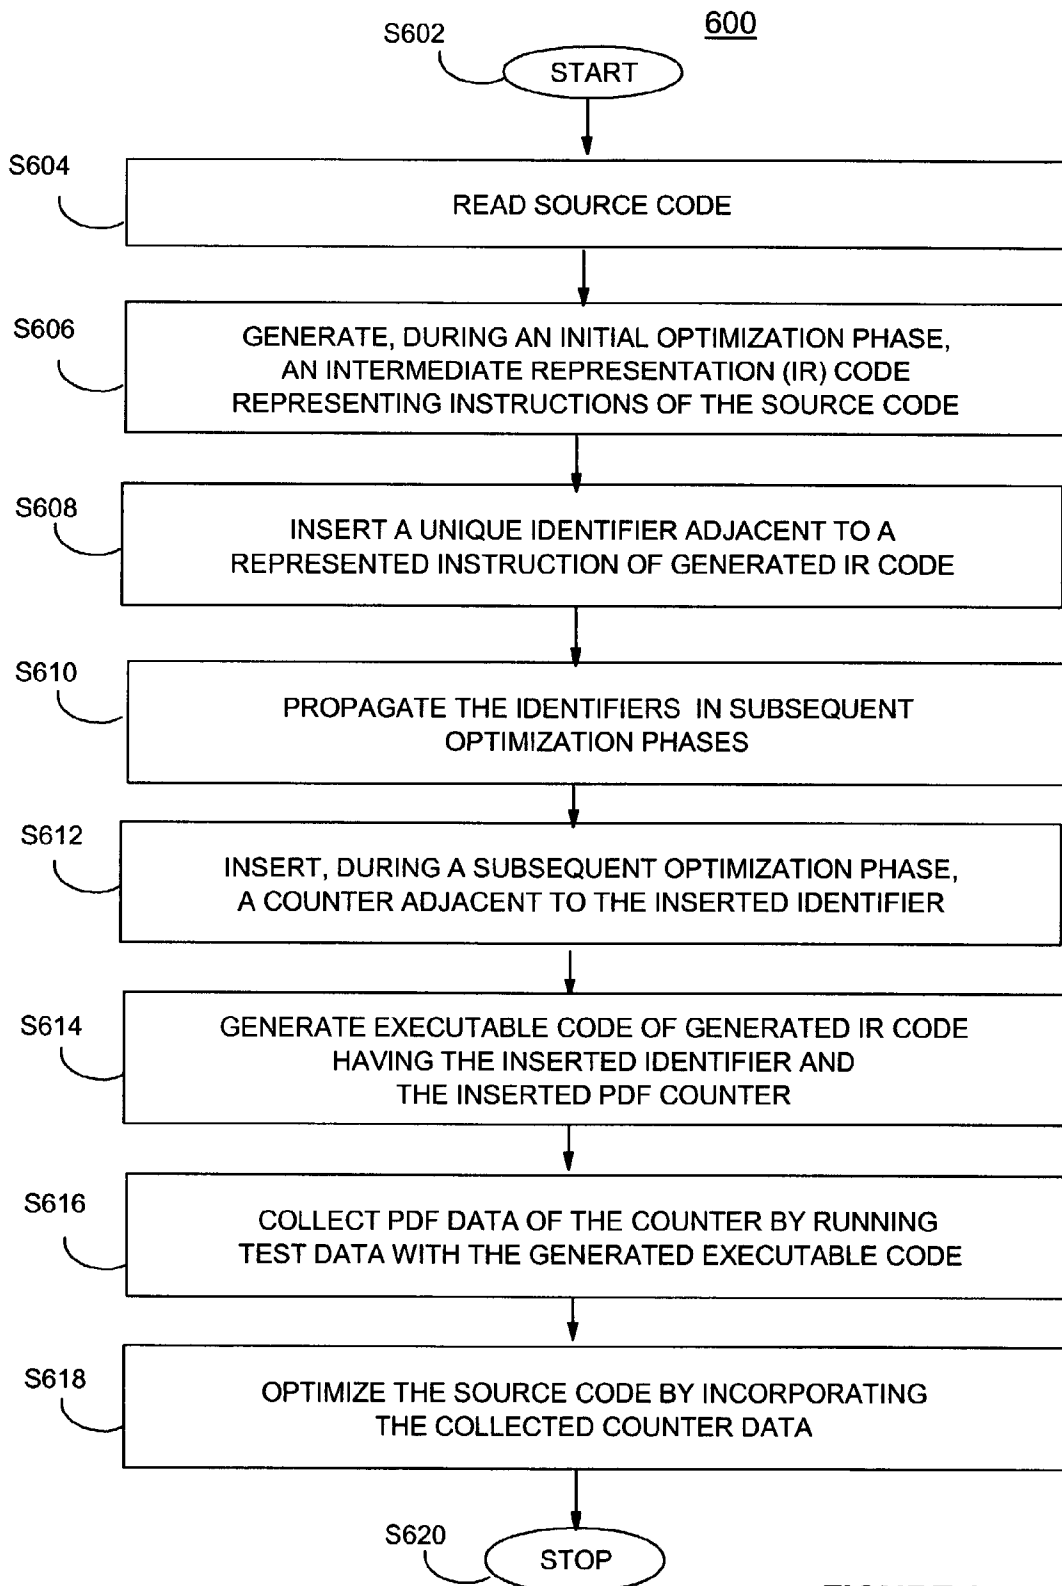 600
S602
START
S604
READ SOURCE CODE
S606
GENERATE, DURING AN INITIAL OPTIMIZATION PHASE,
AN INTERMEDIATE REPRESENTATION (IR) CODE
REPRESENTING INSTRUCTIONS OF THE SOURCE CODE
S608
INSERT A UNIQUE IDENTIFIER ADJACENT TO A
REPRESENTED INSTRUCTION OF GENERATED IR CODE
S610
PROPAGATE THE IDENTIFIERS IN SUBSEQUENT
OPTIMIZATION PHASES
S612
INSERT, DURING A SUBSEQUENT OPTIMIZATION PHASE,
A COUNTER ADJACENT TO THE INSERTED IDENTIFIER
S614
GENERATE EXECUTABLE CODE OF GENERATED IR CODE
HAVING THE INSERTED IDENTIFIER AND
THE INSERTED PDF COUNTER
S616
COLLECT PDF DATA OF THE COUNTER BY RUNNING
TEST DATA WITH THE GENERATED EXECUTABLE CODE
S618
OPTIMIZE THE SOURCE CODE BY INCORPORATING
THE COLLECTED COUNTER DATA
S620
STOP